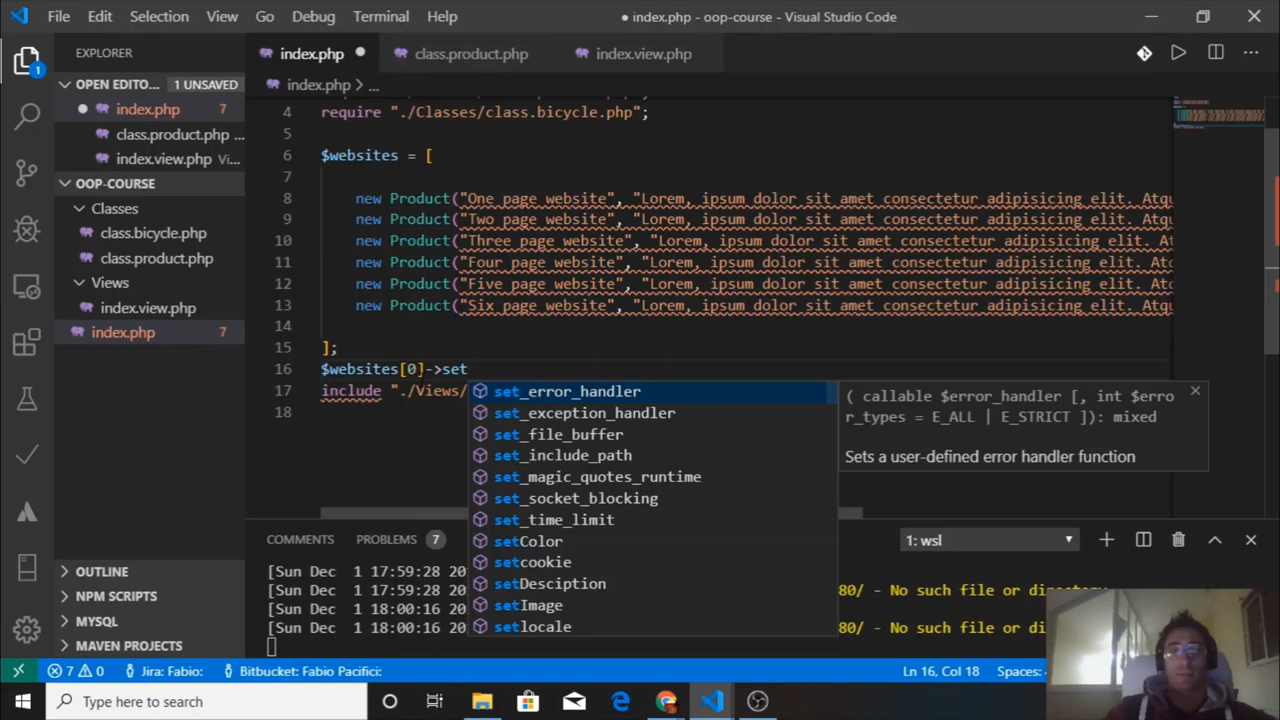 File Edit Selection View Go Debug Terminal Help ● index.php - oop-course - Visual Studio Code
EXPLORER
index.php
class.product.php
index.view.php
OPEN EDITO... 1 UNSAVED
index.php 7
class.product.php ...
index.view.php Vi...
OOP-COURSE
Classes
class.bicycle.php
class.product.php
Views
index.view.php
index.php 7
OUTLINE
NPM SCRIPTS
MYSQL
MAVEN PROJECTS
index.php > ...
4 require "./Classes/class.bicycle.php";
5
6 $websites = [
7
8 new Product("One page website", "Lorem, ipsum dolor sit amet consectetur adipisicing elit. Atqu
9 new Product("Two page website", "Lorem, ipsum dolor sit amet consectetur adipisicing elit. Atqu
10 new Product("Three page website", "Lorem, ipsum dolor sit amet consectetur adipisicing elit. At
11 new Product("Four page website", "Lorem, ipsum dolor sit amet consectetur adipisicing elit. Atq
12 new Product("Five page website", "Lorem, ipsum dolor sit amet consectetur adipisicing elit. Atq
13 new Product("Six page website", "Lorem, ipsum dolor sit amet consectetur adipisicing elit. Atqu
14
15 ];
16 $websites[0]->set
17 include "./Views/
18
set_error_handler
set_exception_handler
set_file_buffer
set_include_path
set_magic_quotes_runtime
set_socket_blocking
set_time_limit
setColor
setcookie
setDesciption
setImage
setlocale
( callable $error_handler [, int $erro
r_types = E_ALL | E_STRICT ]): mixed
Sets a user-defined error handler function
COMMENTS PROBLEMS 7 1: wsl
[Sun Dec 1 17:59:28 20
[Sun Dec 1 17:59:28 20 80/ - No such file or directory
[Sun Dec 1 18:00:16 20
[Sun Dec 1 18:00:16 20 80/ - No such file or
7 0 Jira: Fabio: Bitbucket: Fabio Pacifici: Ln 16, Col 18 Spaces:
Type here to search